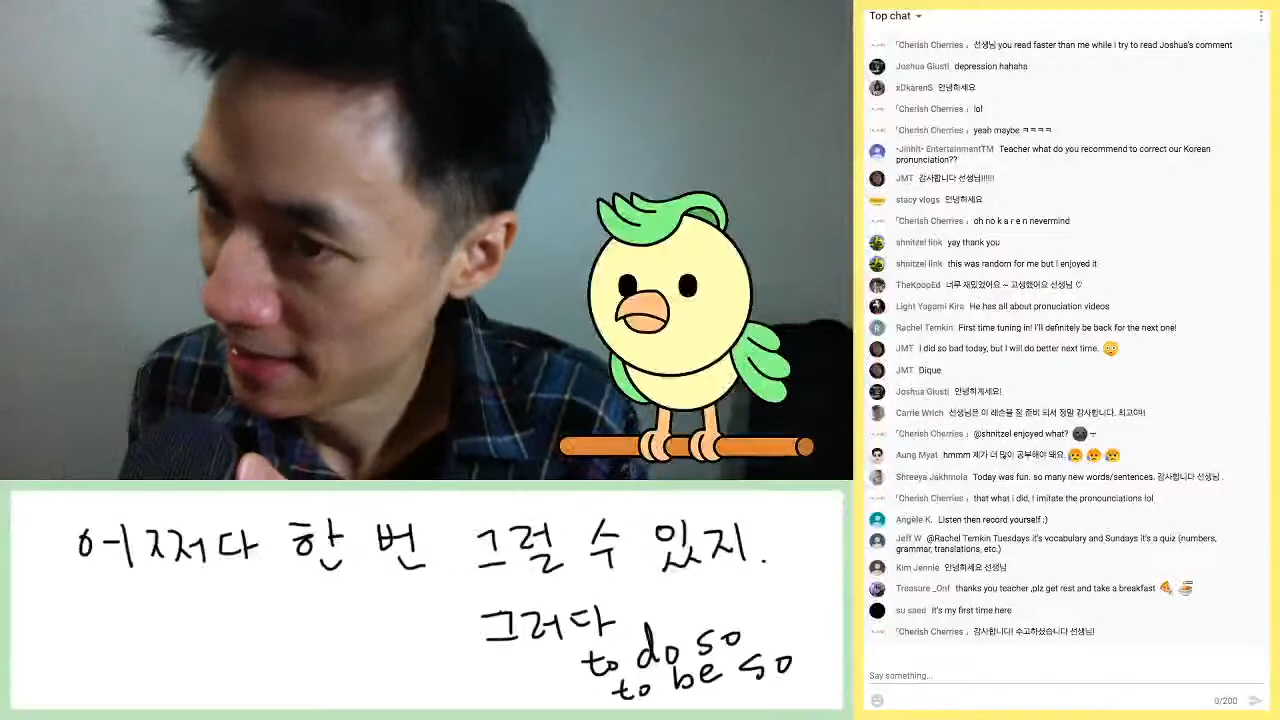 어쩌다 한 번 그럴 수 있지.
그러다
to do so
to be so
Top chat
「Cherish Cherries」 선생님 you read faster than me while i try to read Joshua's comment
Joshua Giusti depression hahaha
xDkarenS 안녕하세요
「Cherish Cherries」 lol
「Cherish Cherries」 yeah maybe ㅋㅋㅋㅋ
•Jinhit• EntertainmentTM Teacher what do you recommend to correct our Korean
pronunciation??
JMT 감사합니다 선생님!!!!!!
stacy vlogs 안녕하세요
「Cherish Cherries」 oh no k a r e n nevermind
shnitzel link yay thank you
shnitzel link this was random for me but I enjoyed it
TheKpopEd 너무 재밌었어요 ~ 고생했어요 선생님 ♡
Light Yagami Kira He has all about pronuciation videos
Rachel Temkin First time tuning in! I'll definitely be back for the next one!
JMT I did so bad today, but I will do better next time. 😳
JMT Dique
Joshua Giusti 안녕하계세요!
Carrie Wrich 선생님은 이 레슨을 잘 준비 되서 정말 감사합니다. 최고야!!
「Cherish Cherries」 @shnitzel enjoyed what? 🌚ㅜ
Aung Myat hmmm 제가 더 많이 공부해야 돼요. 😥😣😥
Shreeya Jakhmola Today was fun. so many new words/sentences. 감사합니다 선생님 .
「Cherish Cherries」 that what i did, i imitate the pronounciations lol
Angèle K. Listen then record yourself :)
Jeff W @Rachel Temkin Tuesdays it's vocabulary and Sundays it's a quiz (numbers,
grammar, translations, etc.)
Kim Jennie 안녕하세요 선생님
Treasure _Onf thanks you teacher ,plz get rest and take a breakfast 🍕 🍜
su saed It's my first time here
「Cherish Cherries」 감사합니다! 수고하셨습니다 선생님!
Say something...
0/200